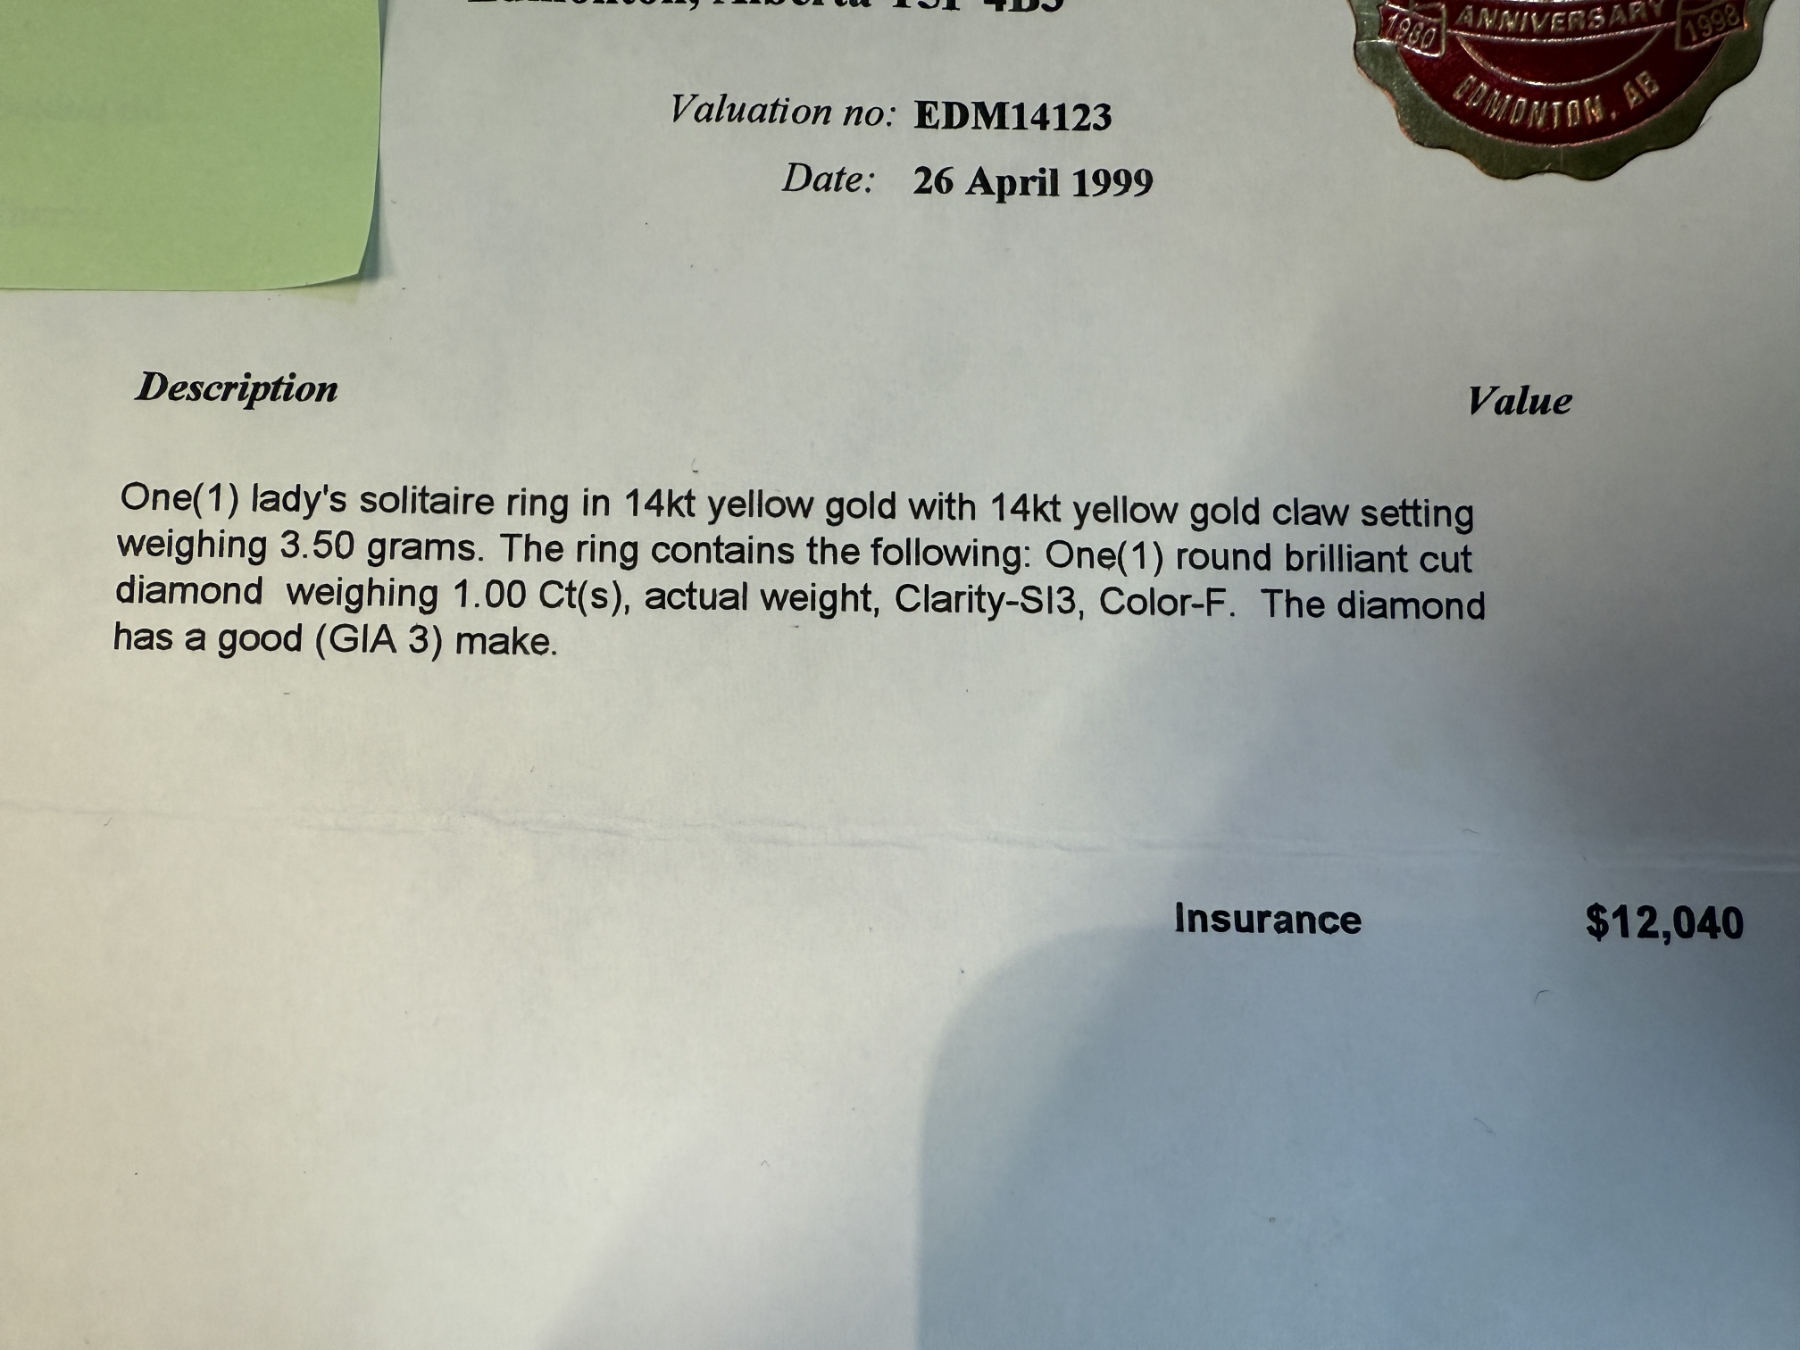 Edmonton, Alberta
ANNIVERSARY
1980 1998
EDMONTON, AB
Valuation no: EDM14123
Date: 26 April 1999
Description Value
One(1) lady's solitaire ring in 14kt yellow gold with 14kt yellow gold claw setting
weighing 3.50 grams. The ring contains the following: One(1) round brilliant cut
diamond weighing 1.00 Ct(s), actual weight, Clarity-SI3, Color-F. The diamond
has a good (GIA 3) make.
Insurance $12,040